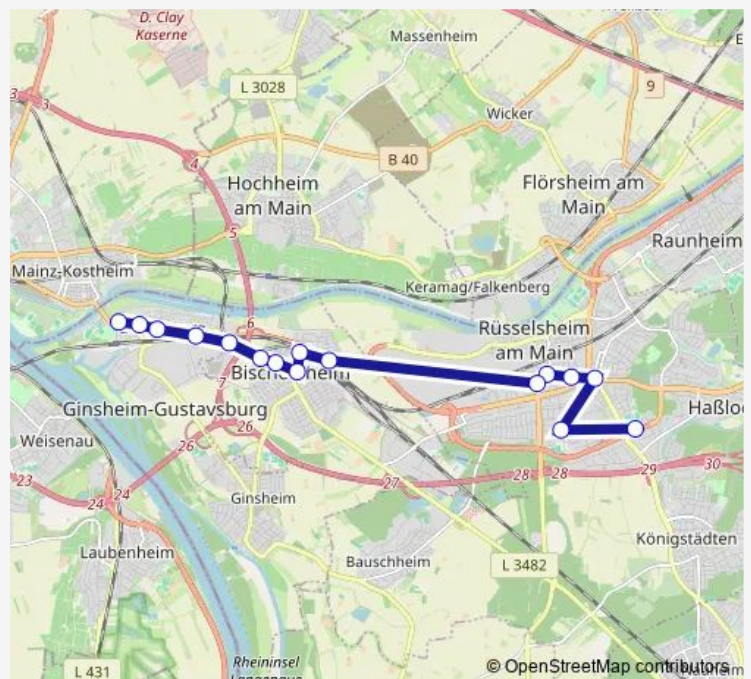 D. Clay
Kaserne
Massenheim
L 3028
9
3
3
Wicker
4
B 40
Hochheim
am Main
Flörsheim am
Main
5
Raunheim
Mainz-Kostheim
Keramag/Falkenberg
6
Rüsselsheim
am Main
7
Ginsheim-Gustavsburg
Haßlo
Weisenau
26
26
23
24
24
27
28
28
29
30
Ginsheim
Königstädten
Laubenheim
Bauschheim
L 3482
L 431
Rheininsel
© OpenStreetMap contributors